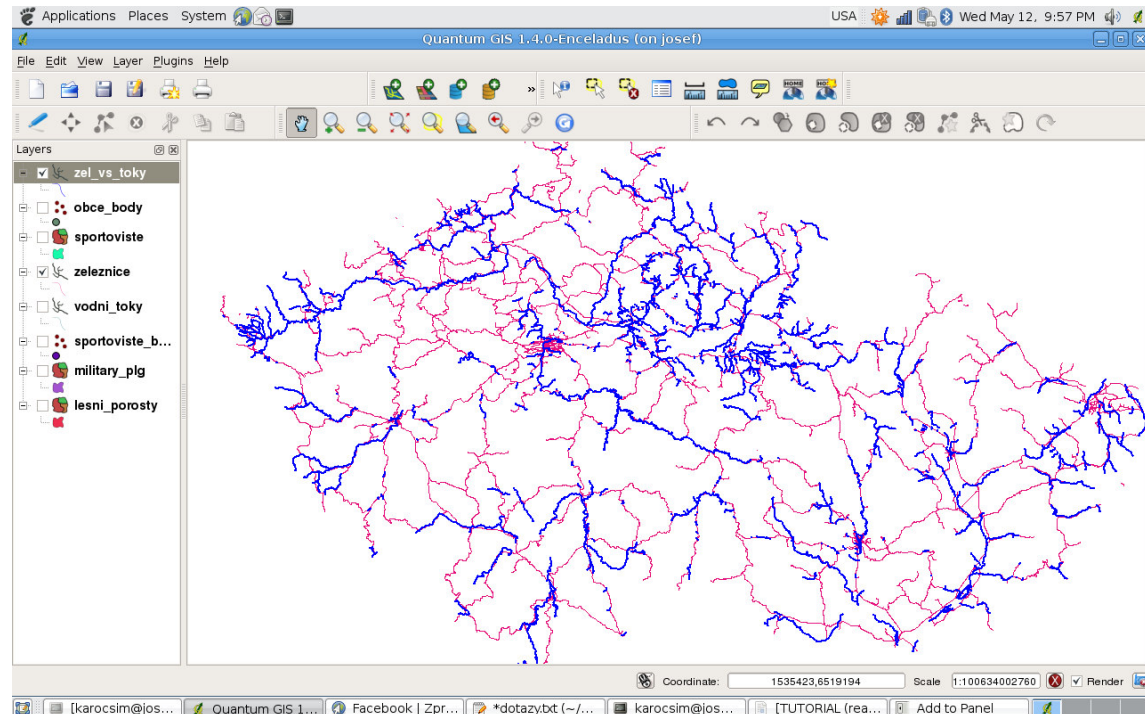 Applications Places System USA Wed May 12, 9:57 PM
Quantum GIS 1.4.0-Enceladus (on josef)
File Edit View Layer Plugins Help
» HOME HOME
Layers
zel_vs_toky
obce_body
sportoviste
zeleznice
vodni_toky
sportoviste_b...
military_plg
lesni_porosty
Coordinate: 1535423,6519194 Scale 1:100634002760 Render
[karocsim@jos... Quantum GIS 1... Facebook | Zpr... *dotazy.txt (~/... karocsim@jos... [TUTORIAL (rea... Add to Panel